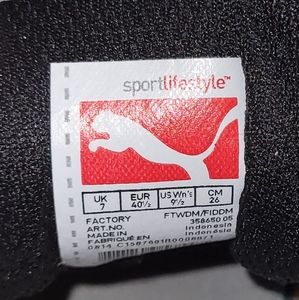 sportlifestyle™
UK EUR US Wn's CM
7 40½ 9½ 26
FACTORY FTWDM/FIDDM
ART.NO. 358650 05
MADE IN Indonesia
FABRIQUÉ EN Indonésia